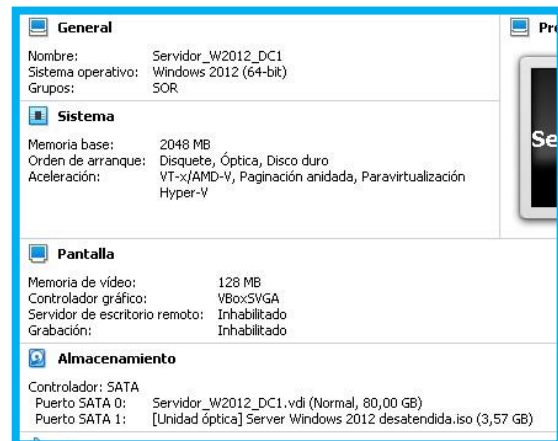 General
Nombre: Servidor_W2012_DC1
Sistema operativo: Windows 2012 (64-bit)
Grupos: SOR
Sistema
Memoria base: 2048 MB
Orden de arranque: Disquete, Óptica, Disco duro
Aceleración: VT-x/AMD-V, Paginación anidada, Paravirtualización
Hyper-V
Pantalla
Memoria de vídeo: 128 MB
Controlador gráfico: VBoxSVGA
Servidor de escritorio remoto: Inhabilitado
Grabación: Inhabilitado
Almacenamiento
Controlador: SATA
Puerto SATA 0: Servidor_W2012_DC1.vdi (Normal, 80,00 GB)
Puerto SATA 1: [Unidad óptica] Server Windows 2012 desatendida.iso (3,57 GB)
Pre
Se